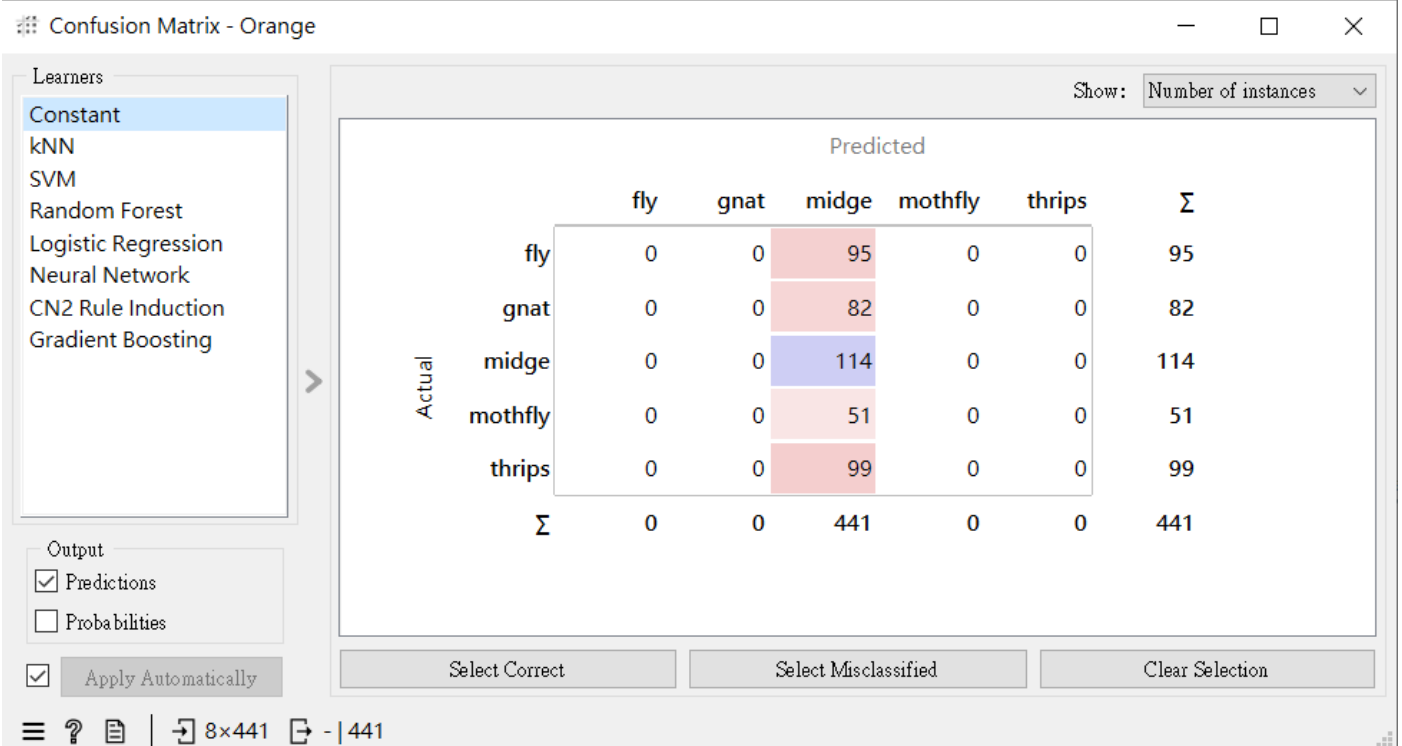 Confusion Matrix - Orange
Learners
Constant
kNN
SVM
Random Forest
Logistic Regression
Neural Network
CN2 Rule Induction
Gradient Boosting
Output
Predictions
Probabilities
Apply Automatically
Show: Number of instances
Predicted
fly gnat midge mothfly thrips Σ
Actual
fly 0 0 95 0 0 95
gnat 0 0 82 0 0 82
midge 0 0 114 0 0 114
mothfly 0 0 51 0 0 51
thrips 0 0 99 0 0 99
Σ 0 0 441 0 0 441
Select Correct Select Misclassified Clear Selection
? 8×441 - | 441